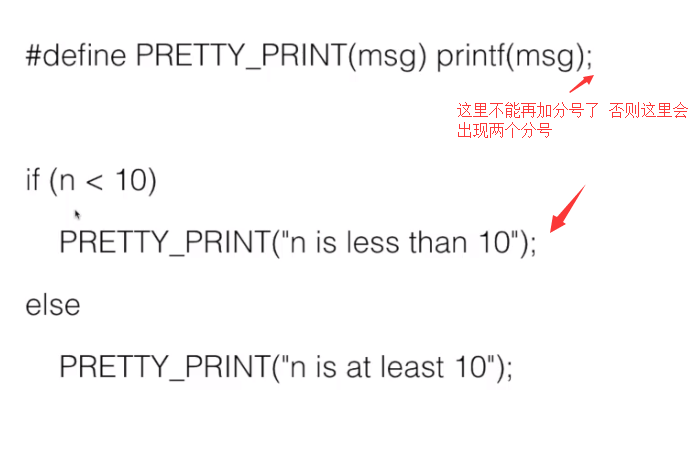 #define PRETTY_PRINT(msg) printf(msg);
这里不能再加分号了 否则这里会
出现两个分号
if (n < 10)
PRETTY_PRINT("n is less than 10");
else
PRETTY_PRINT("n is at least 10");